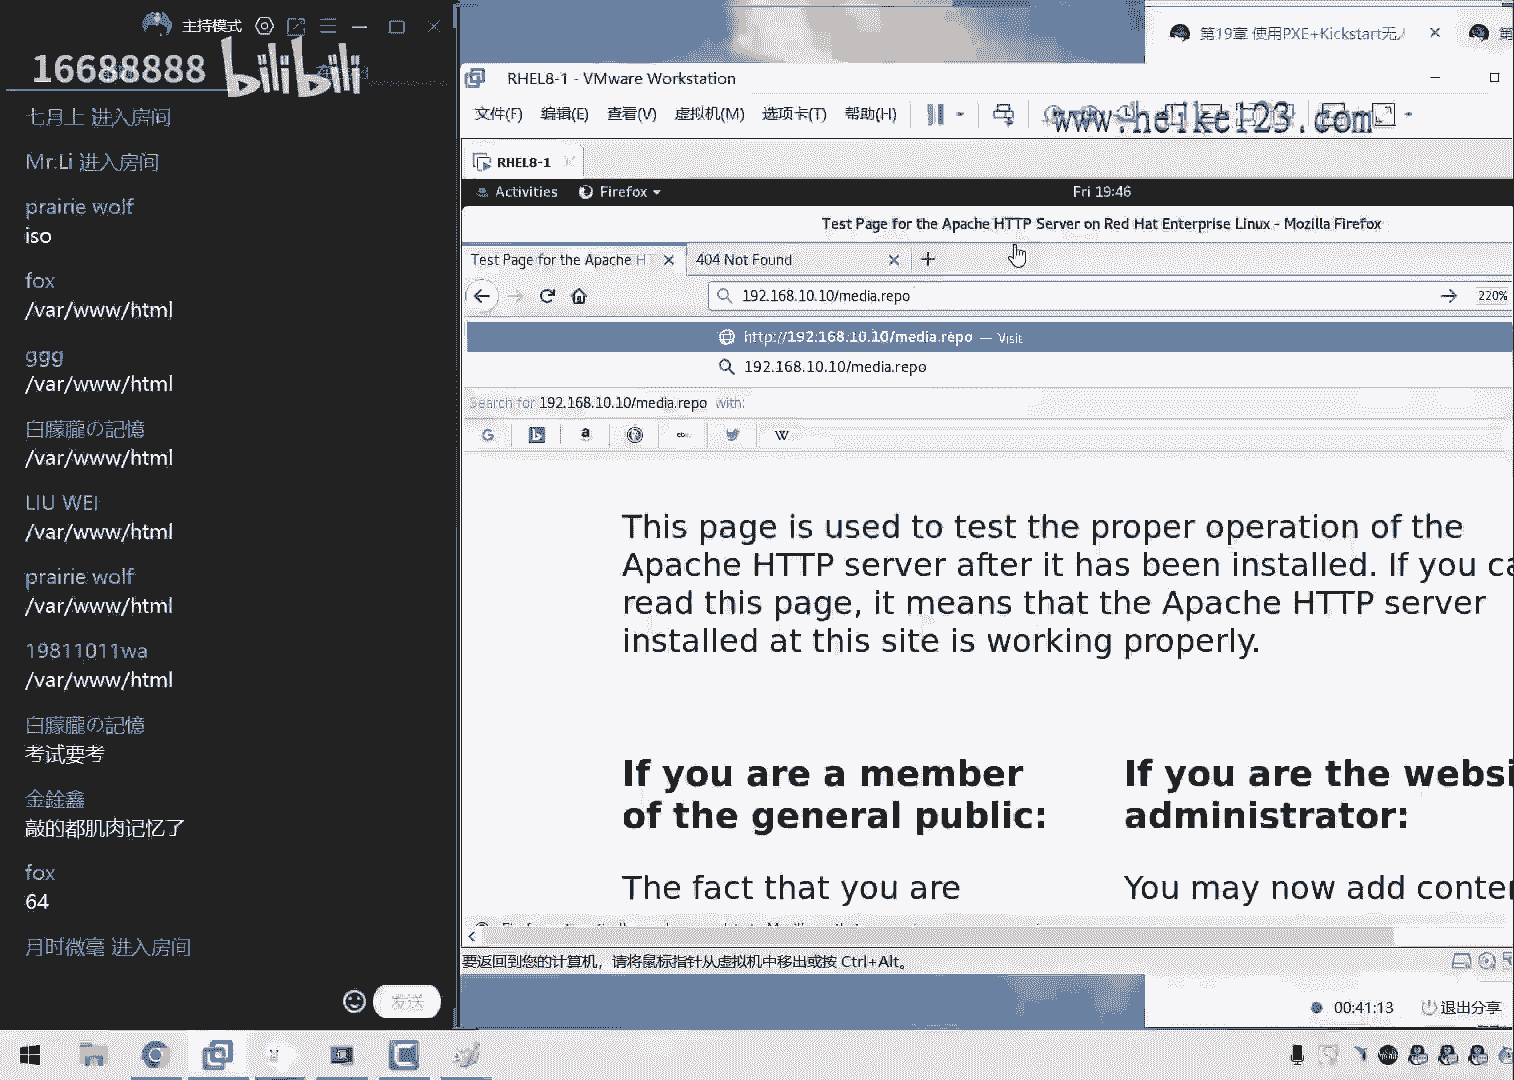 主持模式
16688888
bilibili
七月上 进入房间
Mr.Li 进入房间
prairie wolf
iso
fox
/var/www/html
ggg
/var/www/html
白朦朧の記憶
/var/www/html
LIU WEI
/var/www/html
prairie wolf
/var/www/html
19811011wa
/var/www/html
白朦朧の記憶
考试要考
金銓鑫
敲的都肌肉记忆了
fox
64
月时微毫 进入房间
发送
第19章 使用PXE+Kickstart无人
第
RHEL8-1 - VMware Workstation
文件(F) 编辑(E) 查看(V) 虚拟机(M) 选项卡(T) 帮助(H)
www.heike123.com
RHEL8-1
Activities Firefox
Fri 19:46
Test Page for the Apache HTTP Server on Red Hat Enterprise Linux - Mozilla Firefox
Test Page for the Apache HT
404 Not Found
192.168.10.10/media.repo
220%
http://192.168.10.10/media.repo — Visit
192.168.10.10/media.repo
Search for 192.168.10.10/media.repo with:
This page is used to test the proper operation of the
Apache HTTP server after it has been installed. If you ca
read this page, it means that the Apache HTTP server
installed at this site is working properly.
If you are a member
of the general public:
If you are the websi
administrator:
The fact that you are
You may now add conten
要返回到您的计算机，请将鼠标指针从虚拟机中移出或按 Ctrl+Alt。
00:41:13
退出分享